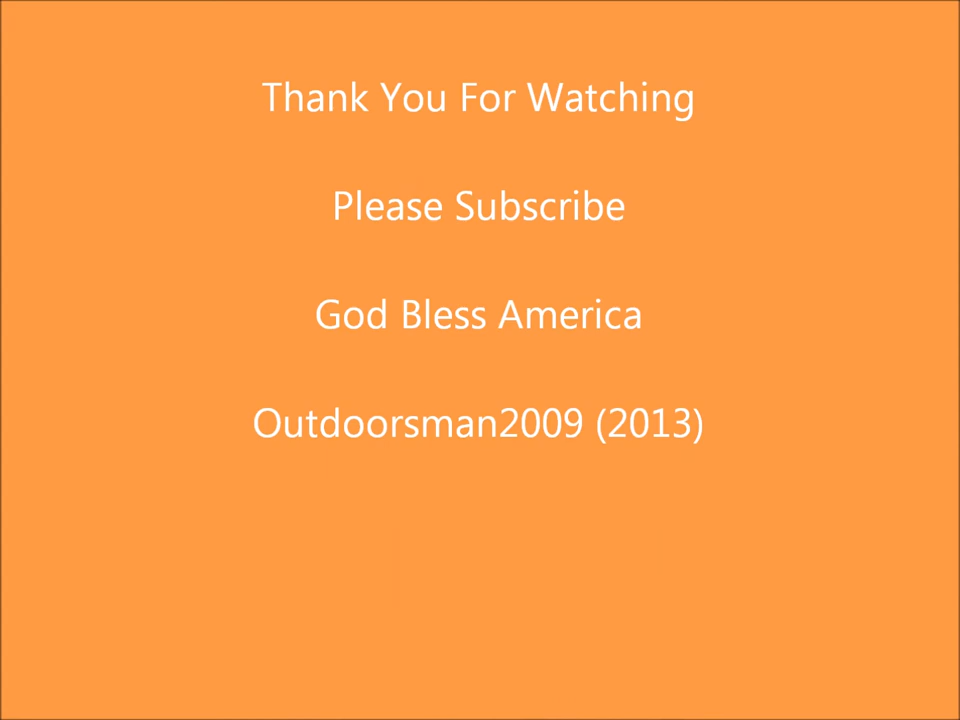 Thank You For Watching
Please Subscribe
God Bless America
Outdoorsman2009 (2013)